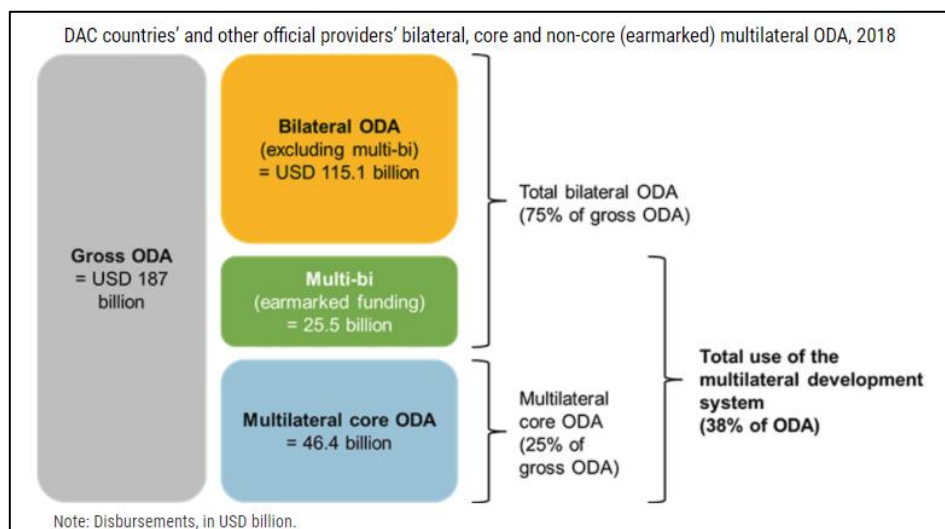 DAC countries' and other official providers' bilateral, core and non-core (earmarked) multilateral ODA, 2018
Gross ODA
= USD 187
billion
Bilateral ODA
(excluding multi-bi)
= USD 115.1 billion
Multi-bi
(earmarked funding)
= 25.5 billion
Multilateral core ODA
= 46.4 billion
Total bilateral ODA
(75% of gross ODA)
Multilateral
core ODA
(25% of
gross ODA)
Total use of the
multilateral development
system
(38% of ODA)
Note: Disbursements, in USD billion.